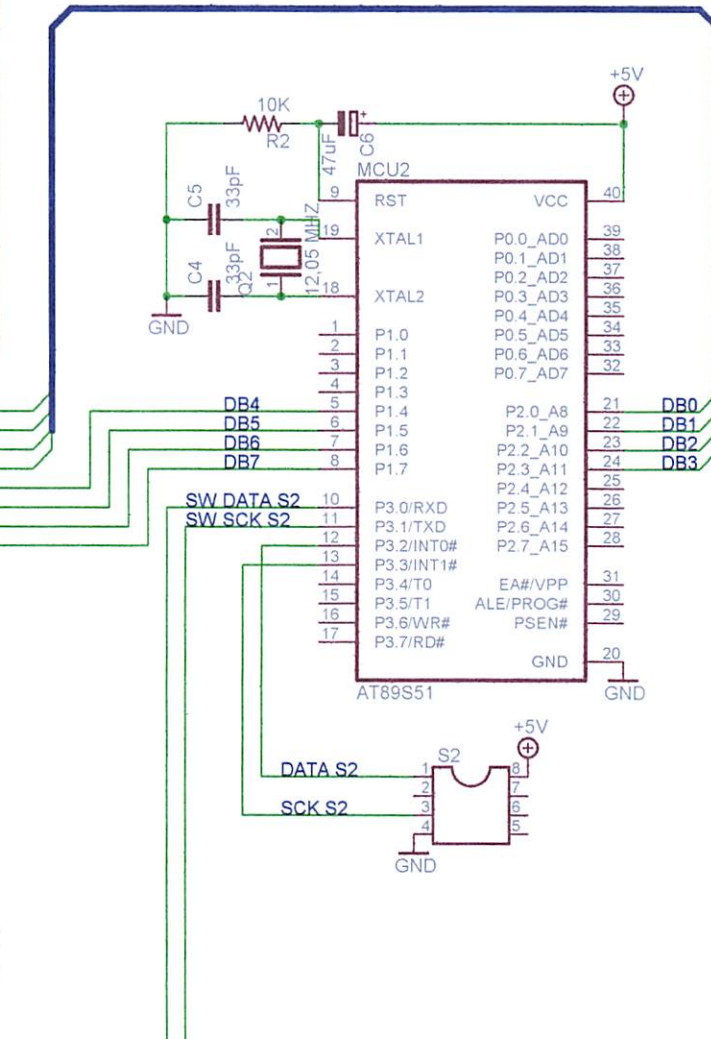 +5V
10K
R2
47uF
C6
MCU2
C5
33pF
C4
33pF
Q2
2
1
12,05 MHZ
GND
9 RST
19 XTAL1
18 XTAL2
1 P1.0
2 P1.1
3 P1.2
4 P1.3
DB4 5 P1.4
DB5 6 P1.5
DB6 7 P1.6
DB7 8 P1.7
SW DATA S2 10 P3.0/RXD
SW SCK S2 11 P3.1/TXD
12 P3.2/INT0#
13 P3.3/INT1#
14 P3.4/T0
15 P3.5/T1
16 P3.6/WR#
17 P3.7/RD#
VCC 40
P0.0_AD0 39
P0.1_AD1 38
P0.2_AD2 37
P0.3_AD3 36
P0.4_AD4 35
P0.5_AD5 34
P0.6_AD6 33
P0.7_AD7 32
P2.0_A8 21 DB0
P2.1_A9 22 DB1
P2.2_A10 23 DB2
P2.3_A11 24 DB3
P2.4_A12 25
P2.5_A13 26
P2.6_A14 27
P2.7_A15 28
EA#/VPP 31
ALE/PROG# 30
PSEN# 29
GND 20
AT89S51
GND
+5V
S2
DATA S2 1
2
SCK S2 3
4
8
7
6
5
GND